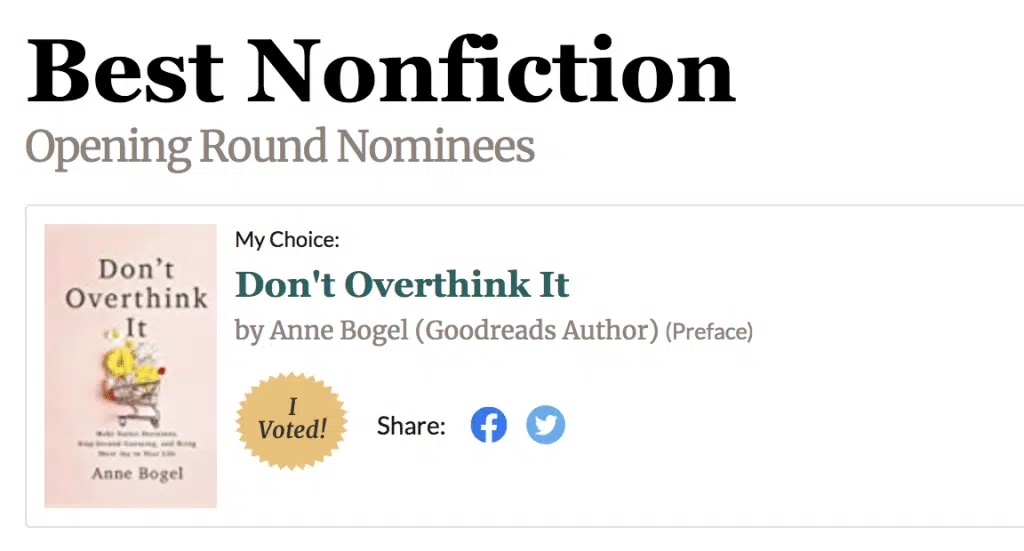 Best Nonfiction
Opening Round Nominees
My Choice:
Don't Overthink It
by Anne Bogel (Goodreads Author) (Preface)
I
Voted!
Share:
Don't
Overthink
It
Make Easier Decisions,
Stop Second-Guessing, and Bring
More Joy to Your Life
Anne Bogel